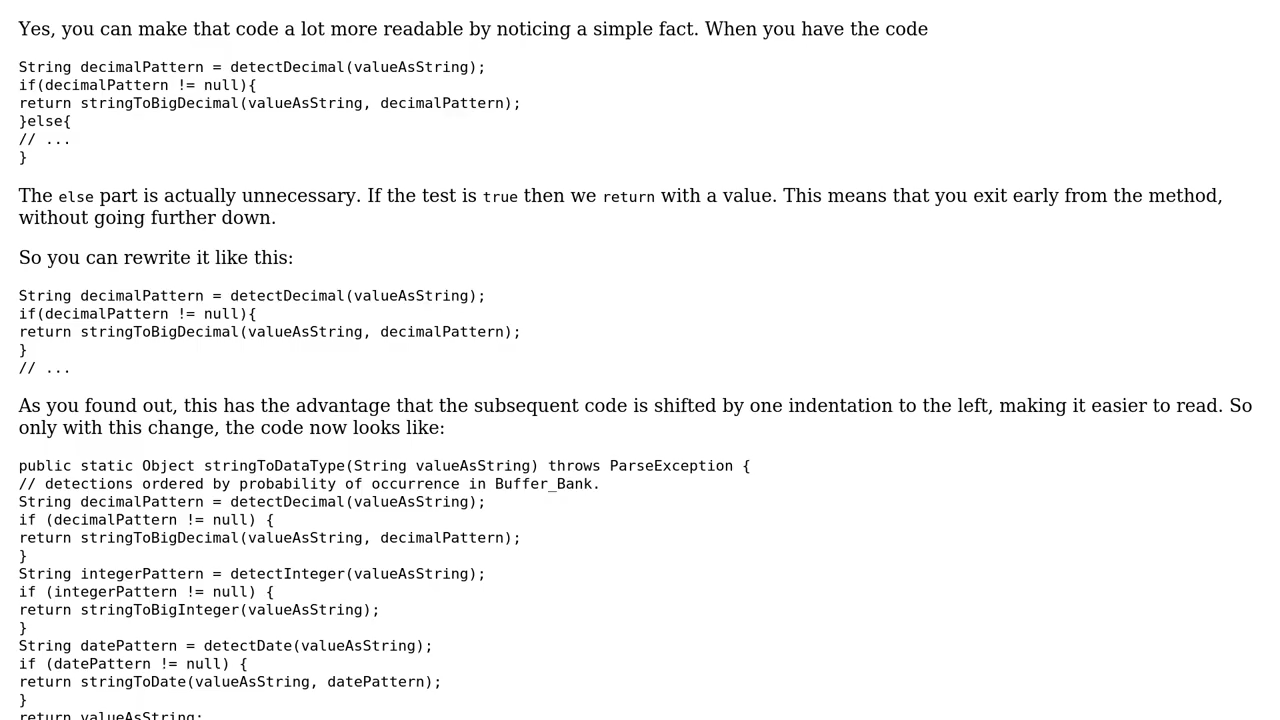 Yes, you can make that code a lot more readable by noticing a simple fact. When you have the code
String decimalPattern = detectDecimal(valueAsString);
if(decimalPattern != null){
return stringToBigDecimal(valueAsString, decimalPattern);
}else{
// ...
}
The else part is actually unnecessary. If the test is true then we return with a value. This means that you exit early from the method,
without going further down.
So you can rewrite it like this:
String decimalPattern = detectDecimal(valueAsString);
if(decimalPattern != null){
return stringToBigDecimal(valueAsString, decimalPattern);
}
// ...
As you found out, this has the advantage that the subsequent code is shifted by one indentation to the left, making it easier to read. So
only with this change, the code now looks like:
public static Object stringToDataType(String valueAsString) throws ParseException {
// detections ordered by probability of occurrence in Buffer_Bank.
String decimalPattern = detectDecimal(valueAsString);
if (decimalPattern != null) {
return stringToBigDecimal(valueAsString, decimalPattern);
}
String integerPattern = detectInteger(valueAsString);
if (integerPattern != null) {
return stringToBigInteger(valueAsString);
}
String datePattern = detectDate(valueAsString);
if (datePattern != null) {
return stringToDate(valueAsString, datePattern);
}
return valueAsString;